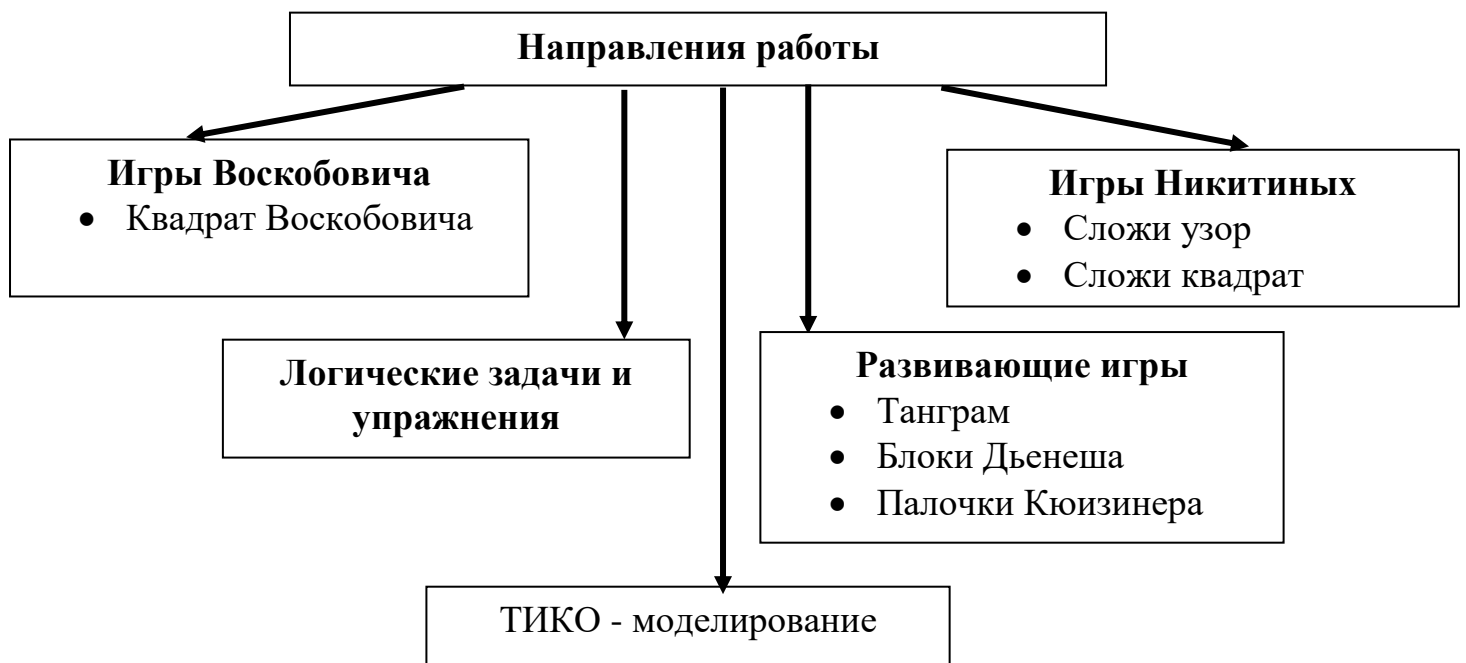 Направления работы
Игры Воскобовича
• Квадрат Воскобовича
Игры Никитиных
• Сложи узор
• Сложи квадрат
Логические задачи и
упражнения
Развивающие игры
• Танграм
• Блоки Дьенеша
• Палочки Кюизинера
ТИКО - моделирование